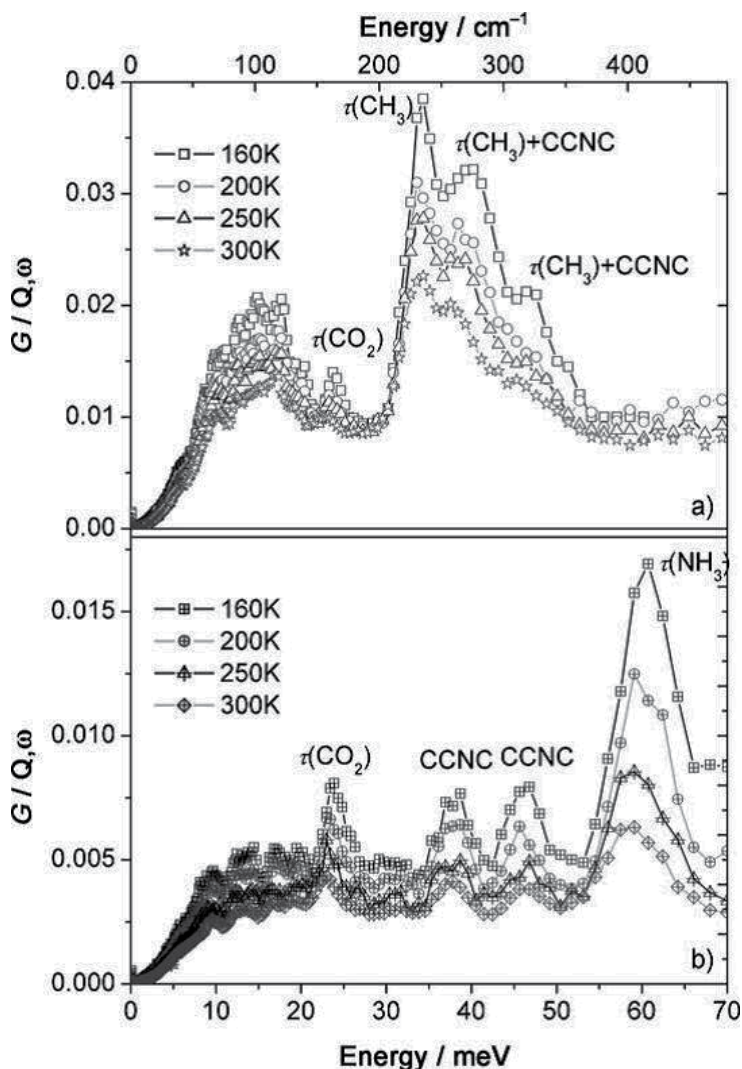 Energy / cm⁻¹
0 100 200 300 400
0.04
0.03
0.02
0.01
0.00
G / Q,ω
160K
200K
250K
300K
τ(CH₃)
τ(CH₃)+CCNC
τ(CH₃)+CCNC
τ(CO₂)
a)
0.015
0.010
0.005
0.000
G / Q,ω
160K
200K
250K
300K
τ(NH₃)
τ(CO₂) CCNC CCNC
b)
0 10 20 30 40 50 60 70
Energy / meV